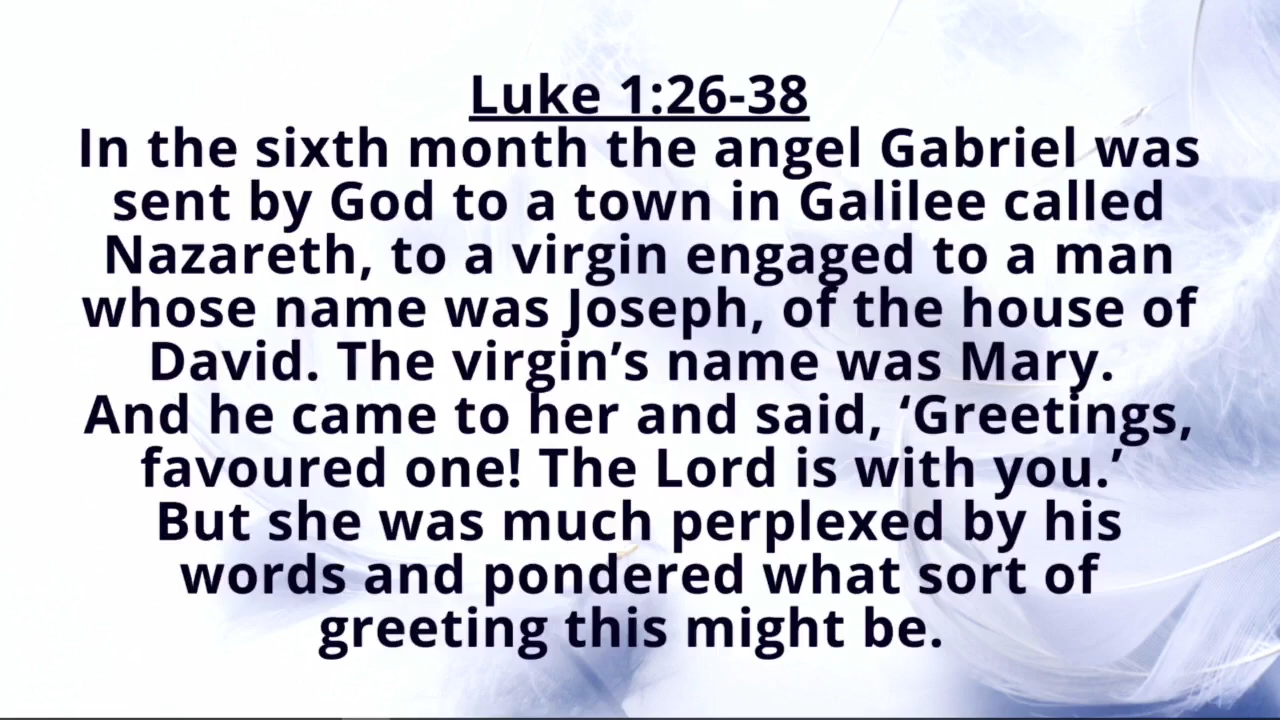 Luke 1:26-38
In the sixth month the angel Gabriel was
sent by God to a town in Galilee called
Nazareth, to a virgin engaged to a man
whose name was Joseph, of the house of
David. The virgin’s name was Mary.
And he came to her and said, ‘Greetings,
favoured one! The Lord is with you.’
But she was much perplexed by his
words and pondered what sort of
greeting this might be.